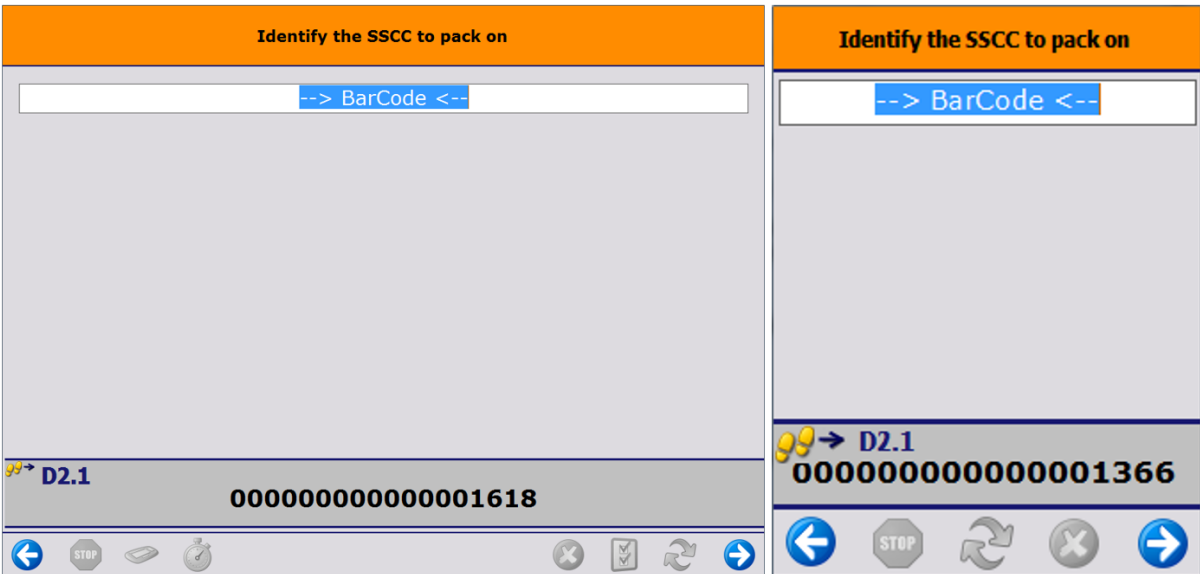 Identify the SSCC to pack on
--> BarCode <--
D2.1
000000000000001618
STOP
Identify the SSCC to pack on
--> BarCode <--
D2.1
000000000000001366
STOP